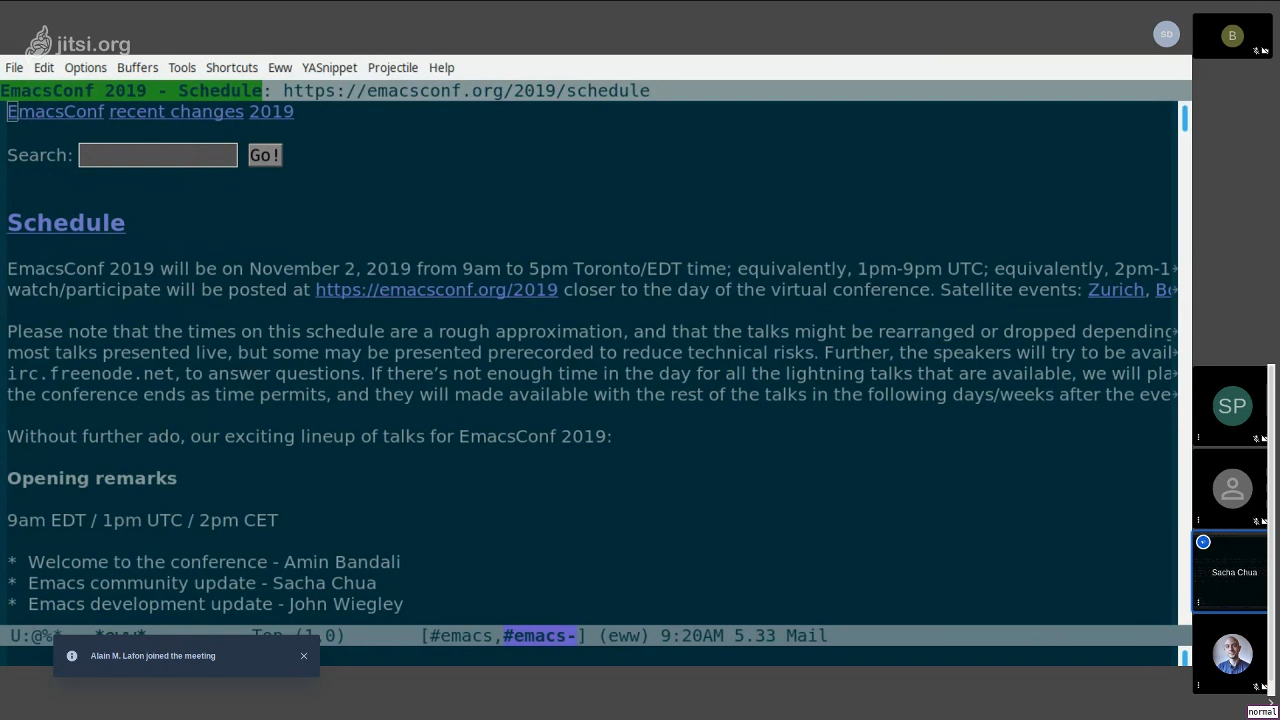 jitsi.org
SD
B
File Edit Options Buffers Tools Shortcuts Eww YASnippet Projectile Help
EmacsConf 2019 - Schedule: https://emacsconf.org/2019/schedule
EmacsConf recent changes 2019
Search: Go!
Schedule
EmacsConf 2019 will be on November 2, 2019 from 9am to 5pm Toronto/EDT time; equivalently, 1pm-9pm UTC; equivalently, 2pm-1
watch/participate will be posted at https://emacsconf.org/2019 closer to the day of the virtual conference. Satellite events: Zurich, Bo
Please note that the times on this schedule are a rough approximation, and that the talks might be rearranged or dropped depending
most talks presented live, but some may be presented prerecorded to reduce technical risks. Further, the speakers will try to be avail
irc.freenode.net, to answer questions. If there’s not enough time in the day for all the lightning talks that are available, we will pla
the conference ends as time permits, and they will made available with the rest of the talks in the following days/weeks after the eve
Without further ado, our exciting lineup of talks for EmacsConf 2019:
Opening remarks
9am EDT / 1pm UTC / 2pm CET
* Welcome to the conference - Amin Bandali
* Emacs community update - Sacha Chua
* Emacs development update - John Wiegley
U:@%*- *eww* Top (1,0) [#emacs,#emacs-] (eww) 9:20AM 5.33 Mail
Alain M. Lafon joined the meeting
SP
Sacha Chua
normal